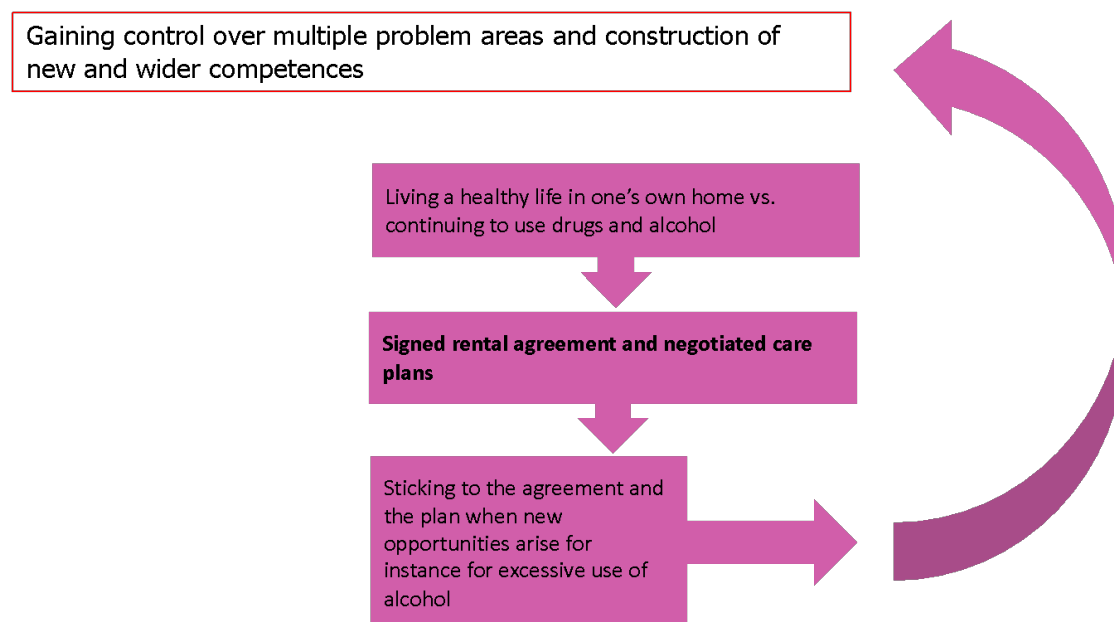 Gaining control over multiple problem areas and construction of
new and wider competences
Living a healthy life in one’s own home vs.
continuing to use drugs and alcohol
Signed rental agreement and negotiated care
plans
Sticking to the agreement and
the plan when new
opportunities arise for
instance for excessive use of
alcohol